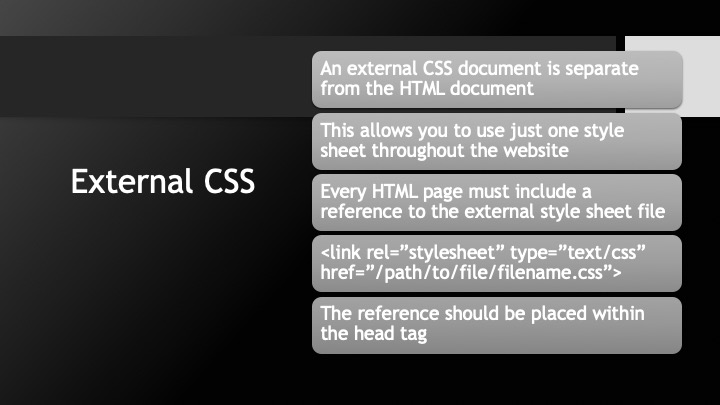 External CSS
An external CSS document is separate
from the HTML document
This allows you to use just one style
sheet throughout the website
Every HTML page must include a
reference to the external style sheet file
<link rel=”stylesheet” type=”text/css”
href=”/path/to/file/filename.css”>
The reference should be placed within
the head tag